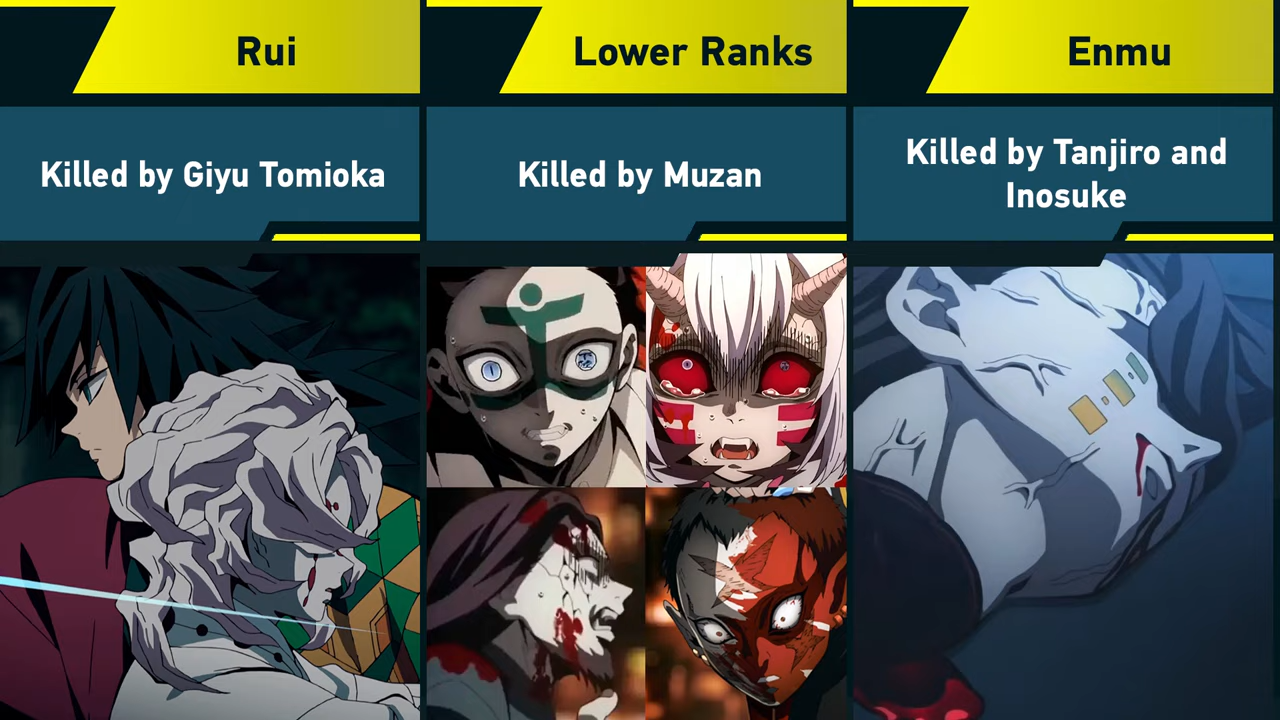 Rui
Killed by Giyu Tomioka
Lower Ranks
Killed by Muzan
Enmu
Killed by Tanjiro and
Inosuke